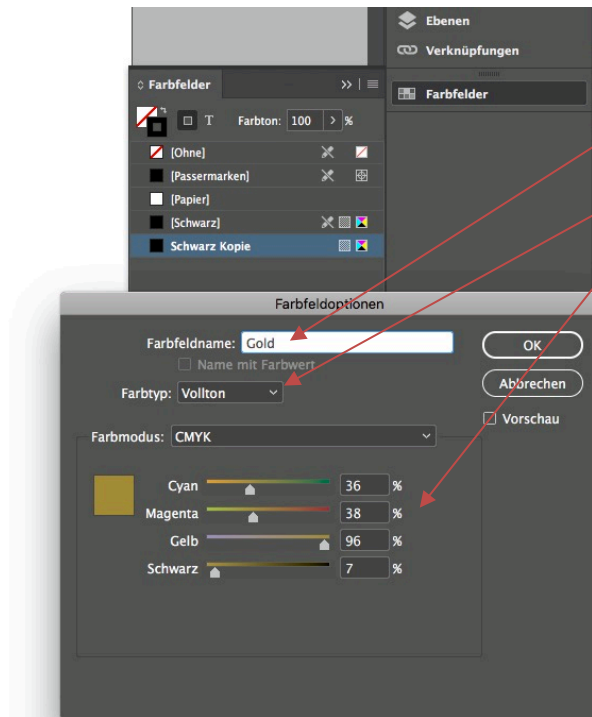 Ebenen
Verknüpfungen
Farbfelder
Farbfelder
T Farbton: 100 > %
[Ohne]
[Passermarken]
[Papier]
[Schwarz]
Schwarz Kopie
Farbfeldoptionen
Farbfeldname: Gold
OK
Name mit Farbwert
Abbrechen
Farbtyp: Vollton
Vorschau
Farbmodus: CMYK
Cyan 36 %
Magenta 38 %
Gelb 96 %
Schwarz 7 %